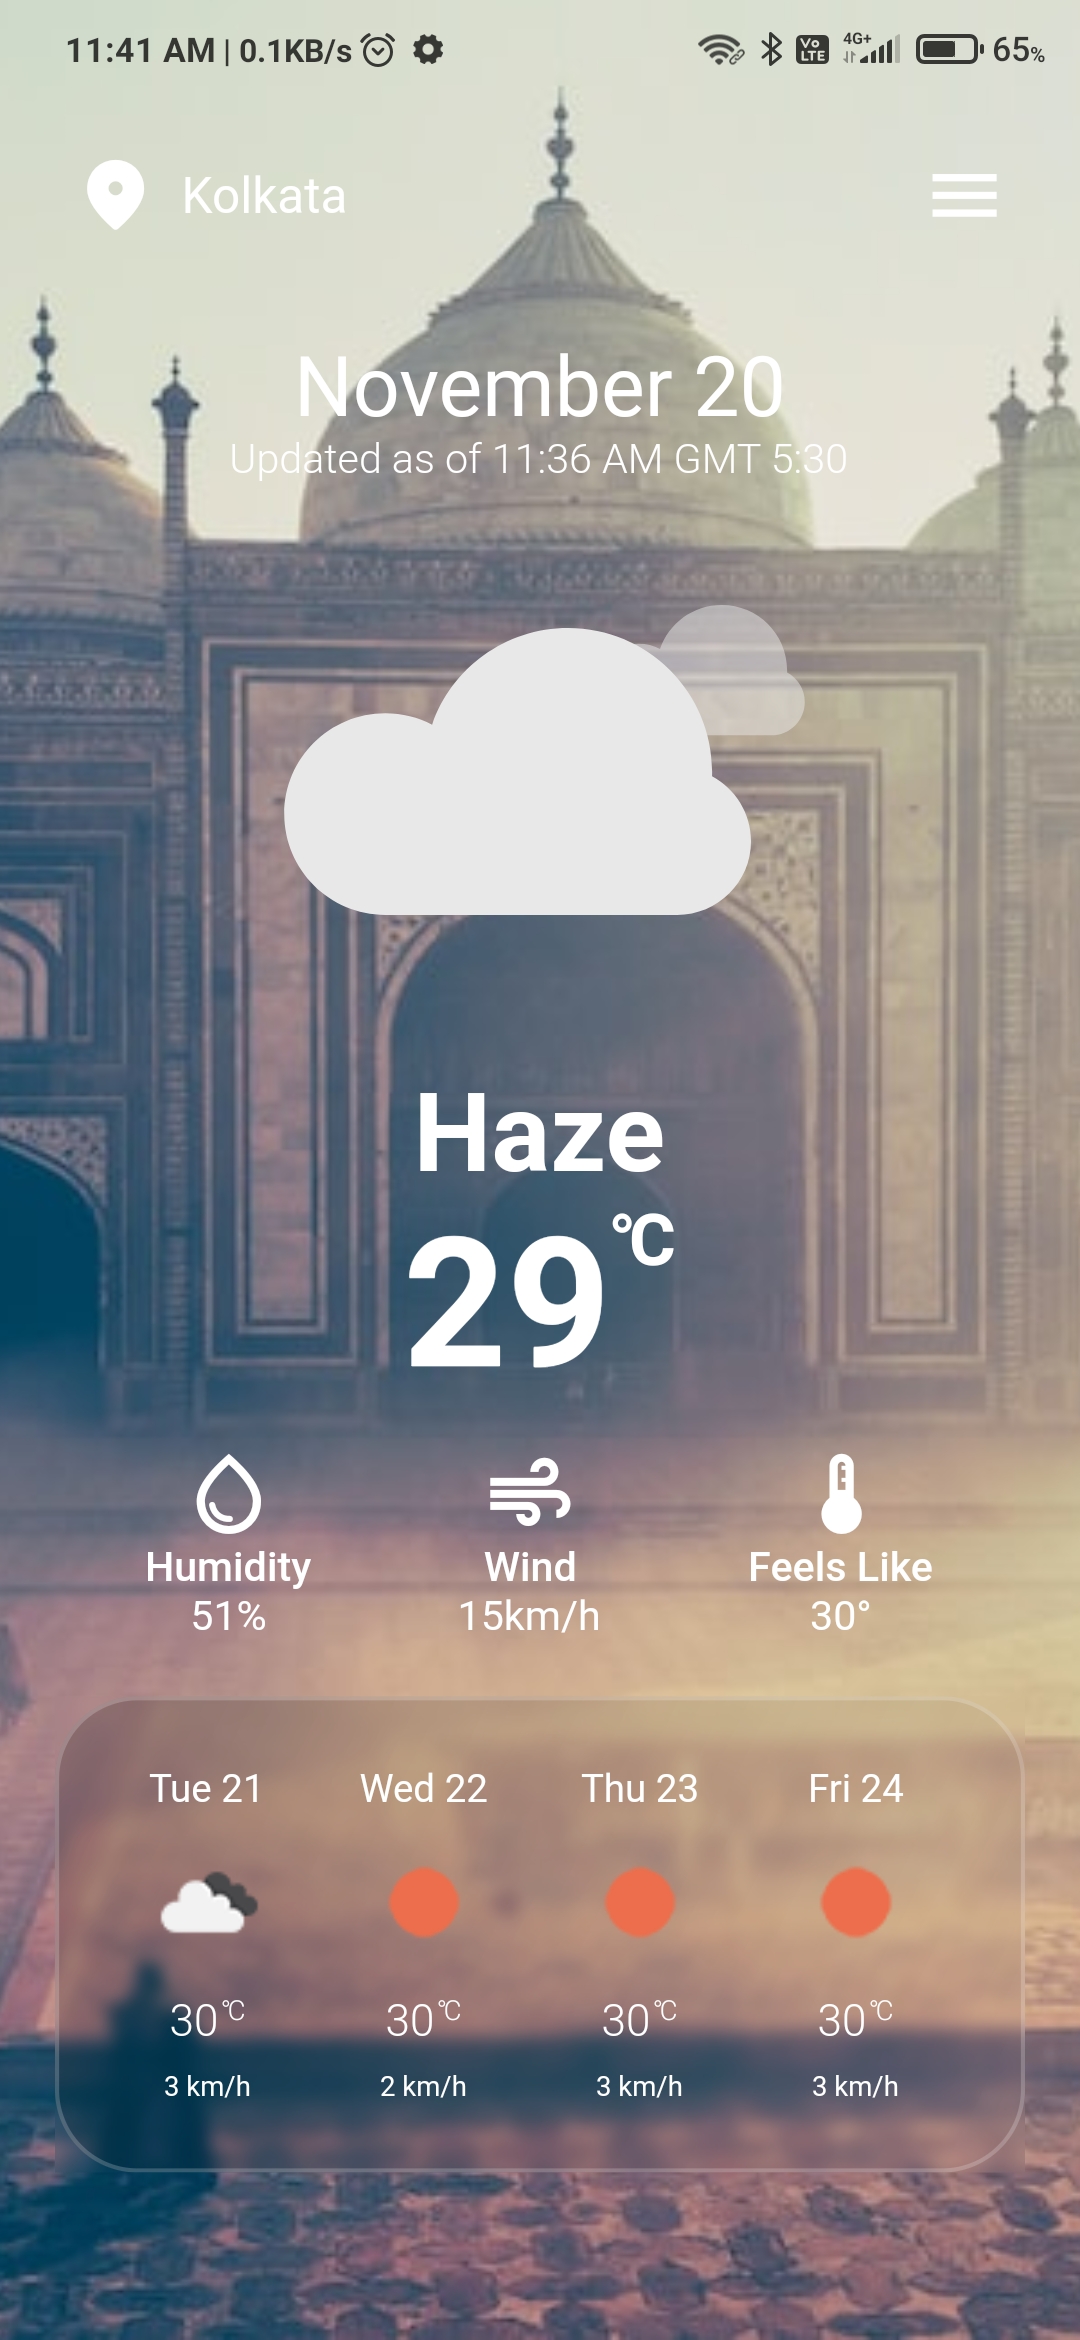 11:41 AM | 0.1KB/s
Vo LTE 4G+ 65%
Kolkata
November 20
Updated as of 11:36 AM GMT 5:30
Haze
29°C
Humidity Wind Feels Like
51% 15km/h 30°
Tue 21 Wed 22 Thu 23 Fri 24
30°C 30°C 30°C 30°C
3 km/h 2 km/h 3 km/h 3 km/h